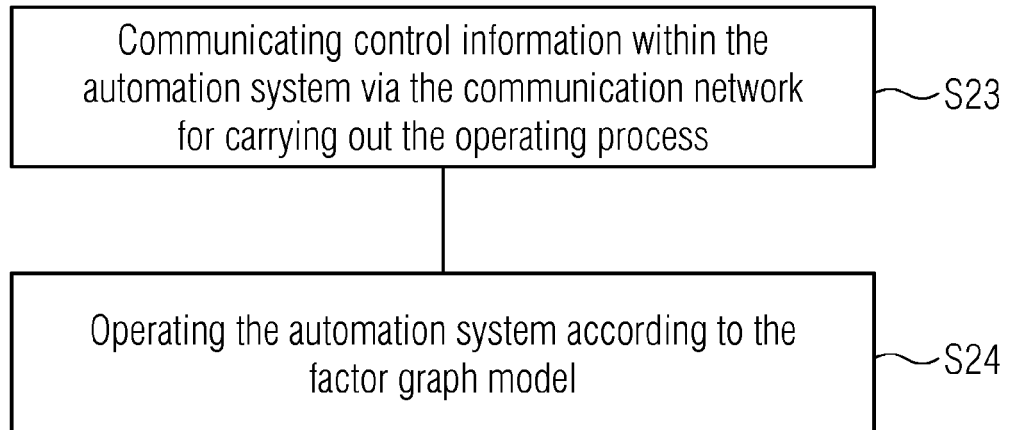 Communicating control information within the
automation system via the communication network
for carrying out the operating process
S23
Operating the automation system according to the
factor graph model
S24